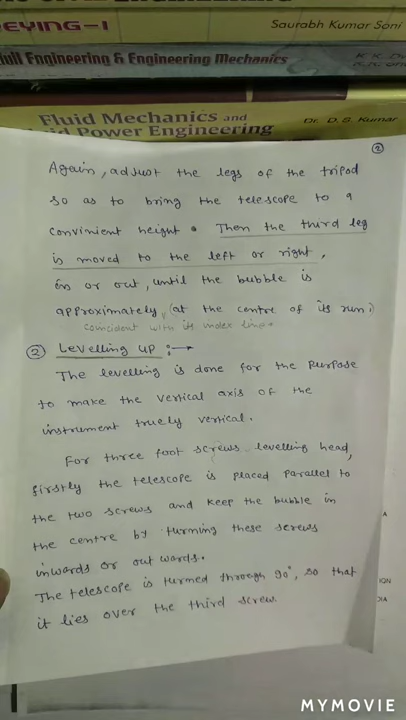 EYING-I
Saurabh Kumar Soni
Civil Engineering & Engineering Mechanics
Fluid Mechanics and
Power Engineering
Dr. D. S. Kumar
②
Again, adjust the legs of the tripod
so as to bring the telescope to a
convinient height. Then the third leg
is moved to the left or right,
in or out, until the bubble is
approximately, (at the centre of its run;)
coincident with its index line.
② Levelling up :→
The levelling is done for the purpose
to make the vertical axis of the
instrument truely vertical.
For three foot screws levelling head,
firstly the telescope is placed parallel to
the two screws and keep the bubble in
the centre by turning these screws
inwards or outwards.
The telescope is turned through 90°, so that
it lies over the third screw
MYMOVIE